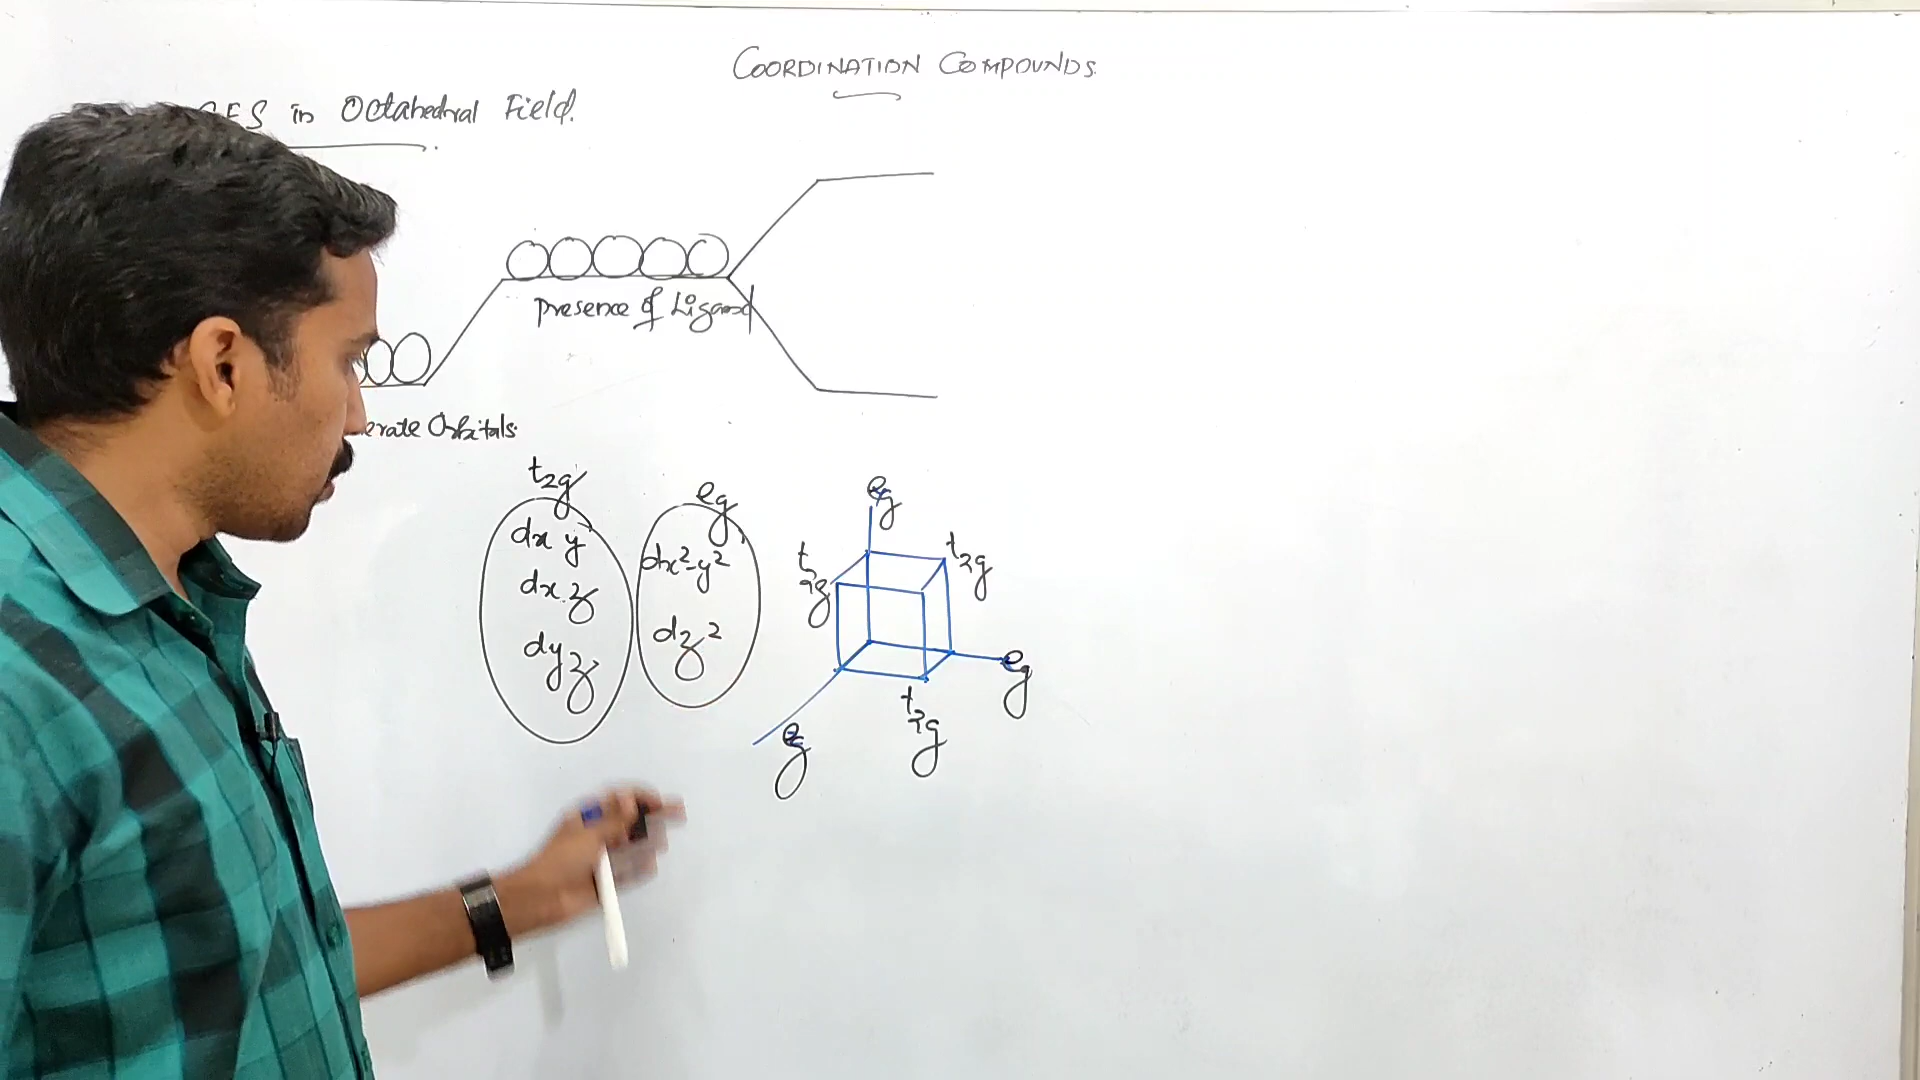 COORDINATION COMPOUNDS
in Octahedral Field.
presence of Ligand
erate Orbitals.
t2g
dxy
dxz
dyz
eg
dx²-y²
dz²
eg
t2g
t2g
eg
t2g
eg